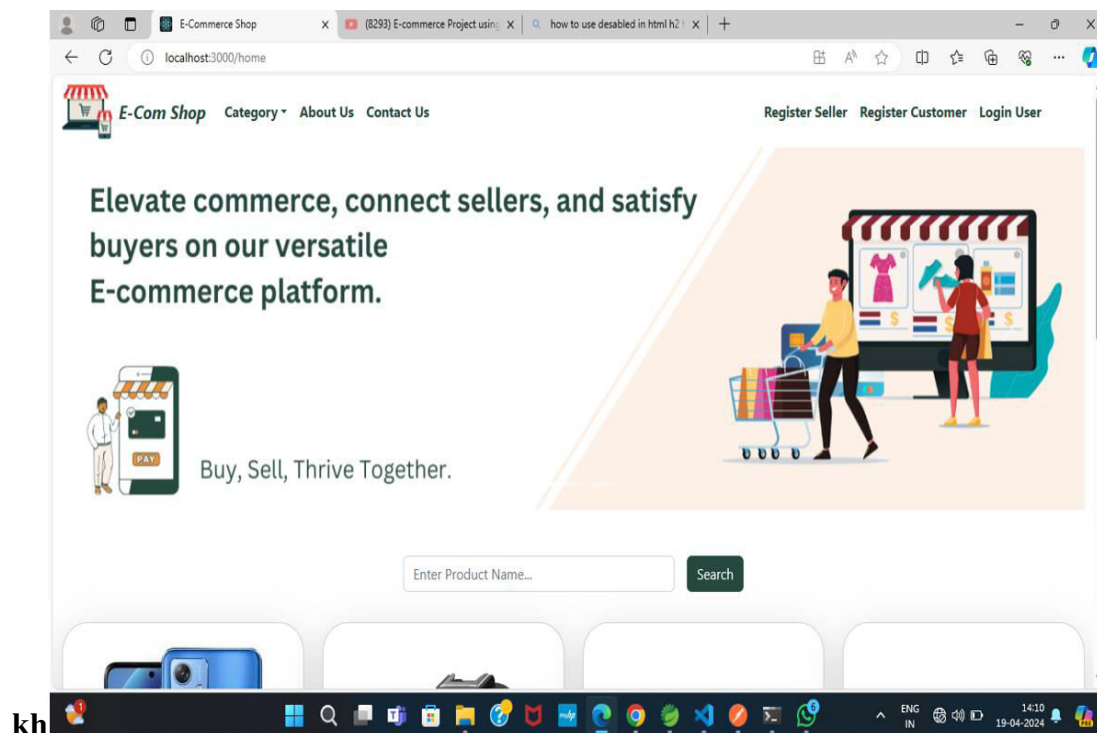 E-Commerce Shop
(8293) E-commerce Project using
how to use desabled in html h2
localhost:3000/home
E-Com Shop Category About Us Contact Us Register Seller Register Customer Login User
Elevate commerce, connect sellers, and satisfy
buyers on our versatile
E-commerce platform.
PAY
Buy, Sell, Thrive Together.
Enter Product Name... Search
kh
ENG
IN
14:10
19-04-2024